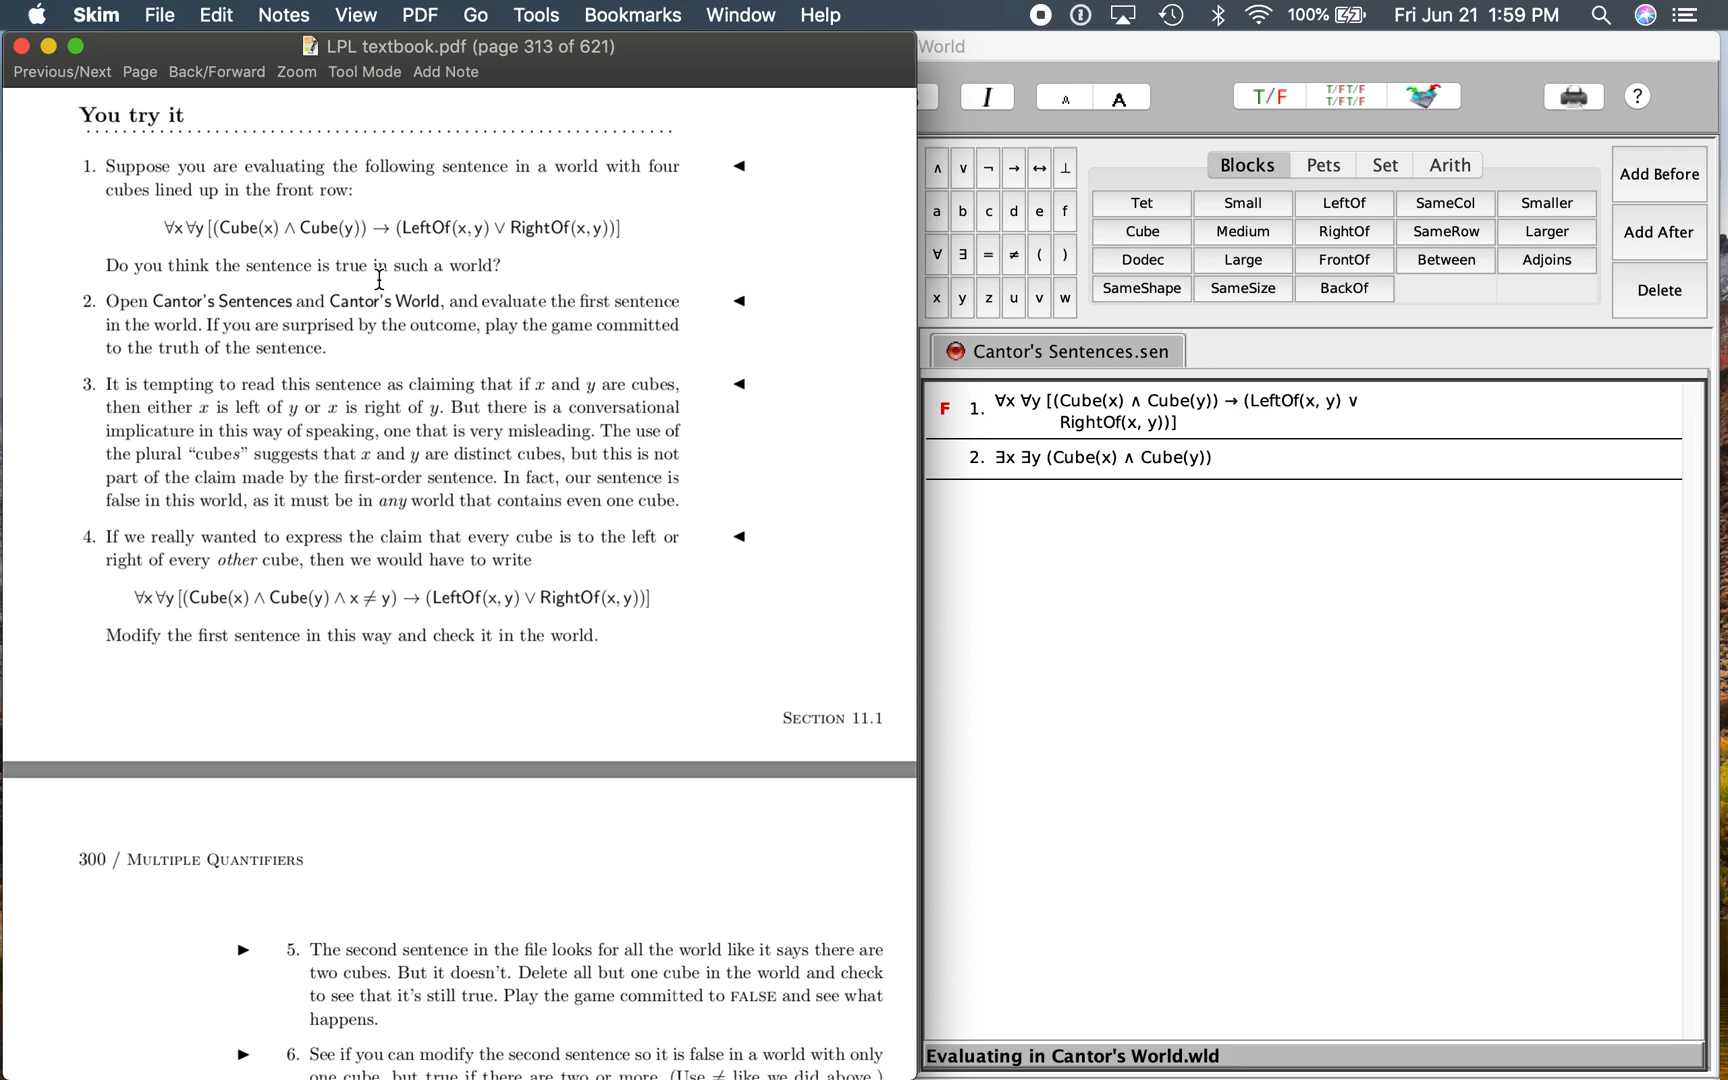 Skim File Edit Notes View PDF Go Tools Bookmarks Window Help 100% Fri Jun 21 1:59 PM
LPL textbook.pdf (page 313 of 621)
Previous/Next Page Back/Forward Zoom Tool Mode Add Note
You try it
1. Suppose you are evaluating the following sentence in a world with four
cubes lined up in the front row:
∀x ∀y [(Cube(x) ∧ Cube(y)) → (LeftOf(x, y) ∨ RightOf(x, y))]
Do you think the sentence is true in such a world?
2. Open Cantor's Sentences and Cantor's World, and evaluate the first sentence
in the world. If you are surprised by the outcome, play the game committed
to the truth of the sentence.
3. It is tempting to read this sentence as claiming that if x and y are cubes,
then either x is left of y or x is right of y. But there is a conversational
implicature in this way of speaking, one that is very misleading. The use of
the plural “cubes” suggests that x and y are distinct cubes, but this is not
part of the claim made by the first-order sentence. In fact, our sentence is
false in this world, as it must be in any world that contains even one cube.
4. If we really wanted to express the claim that every cube is to the left or
right of every other cube, then we would have to write
∀x ∀y [(Cube(x) ∧ Cube(y) ∧ x ≠ y) → (LeftOf(x, y) ∨ RightOf(x, y))]
Modify the first sentence in this way and check it in the world.
SECTION 11.1
300 / MULTIPLE QUANTIFIERS
5. The second sentence in the file looks for all the world like it says there are
two cubes. But it doesn't. Delete all but one cube in the world and check
to see that it's still true. Play the game committed to FALSE and see what
happens.
6. See if you can modify the second sentence so it is false in a world with only
one cube, but true if there are two or more. (Use ≠ like we did above.)
World
I A A T/F T/FT/F ?
T/FT/F
∧ ∨ ¬ → ↔ ⊥
a b c d e f
∀ ∃ = ≠ ( )
x y z u v w
Blocks Pets Set Arith
Tet Small LeftOf SameCol Smaller
Cube Medium RightOf SameRow Larger
Dodec Large FrontOf Between Adjoins
SameShape SameSize BackOf
Add Before
Add After
Delete
Cantor's Sentences.sen
F 1. ∀x ∀y [(Cube(x) ∧ Cube(y)) → (LeftOf(x, y) ∨
RightOf(x, y))]
2. ∃x ∃y (Cube(x) ∧ Cube(y))
Evaluating in Cantor's World.wld